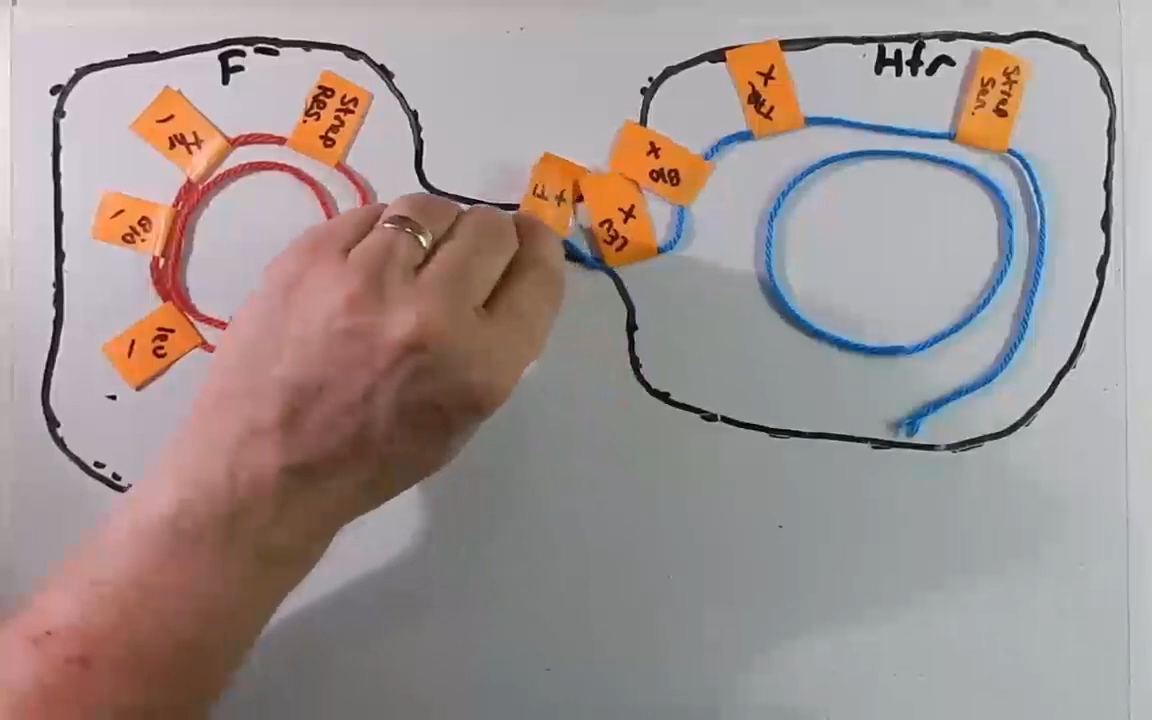 F-
Hfr
Strep
Res.
Thr
-
Bio
-
leu
-
LEU
+
Bio
+
Thr
+
Strep
Sen.